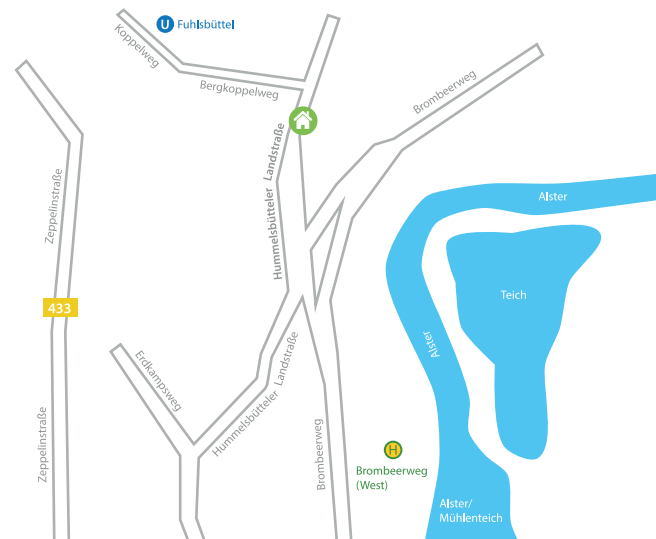 U Fuhlsbüttel
Koppelweg
Bergkoppelweg
Brombeerweg
Hummelsbütteler Landstraße
Zeppelinstraße
Alster
Teich
433
Alster
Erdkampsweg
Hummelsbütteler Landstraße
Zeppelinstraße
Brombeerweg
H
Brombeerweg
(West)
Alster/
Mühlenteich